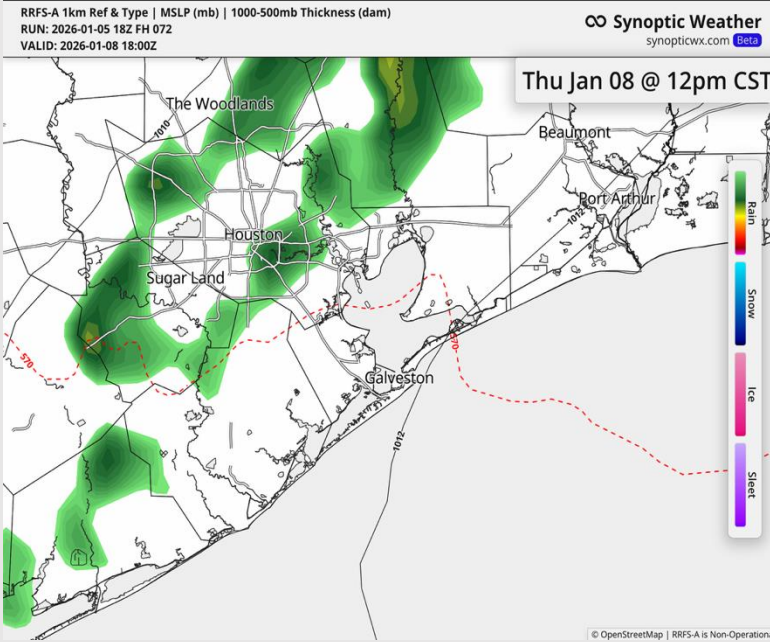 RRFS-A 1km Ref & Type | MSLP (mb) | 1000-500mb Thickness (dam)
RUN: 2026-01-05 18Z FH 072
VALID: 2026-01-08 18:00Z
Synoptic Weather
synopticwx.com Beta
Thu Jan 08 @ 12pm CST
The Woodlands
1010
Beaumont
Port Arthur
1012
Houston
Sugar Land
570
570
Galveston
1012
Rain
Snow
Ice
Sleet
© OpenStreetMap | RRFS-A is Non-Operation